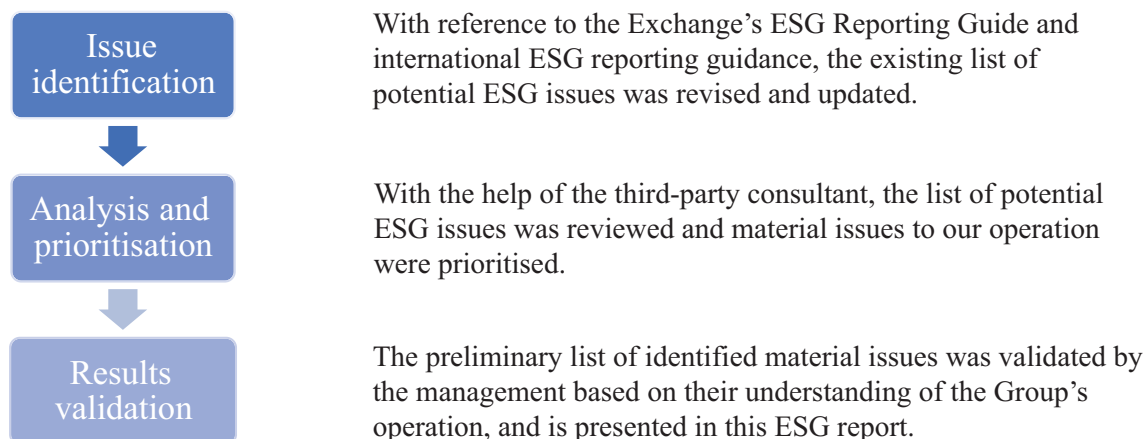 Issue
identification
With reference to the Exchange’s ESG Reporting Guide and
international ESG reporting guidance, the existing list of
potential ESG issues was revised and updated.
Analysis and
prioritisation
With the help of the third-party consultant, the list of potential
ESG issues was reviewed and material issues to our operation
were prioritised.
Results
validation
The preliminary list of identified material issues was validated by
the management based on their understanding of the Group’s
operation, and is presented in this ESG report.